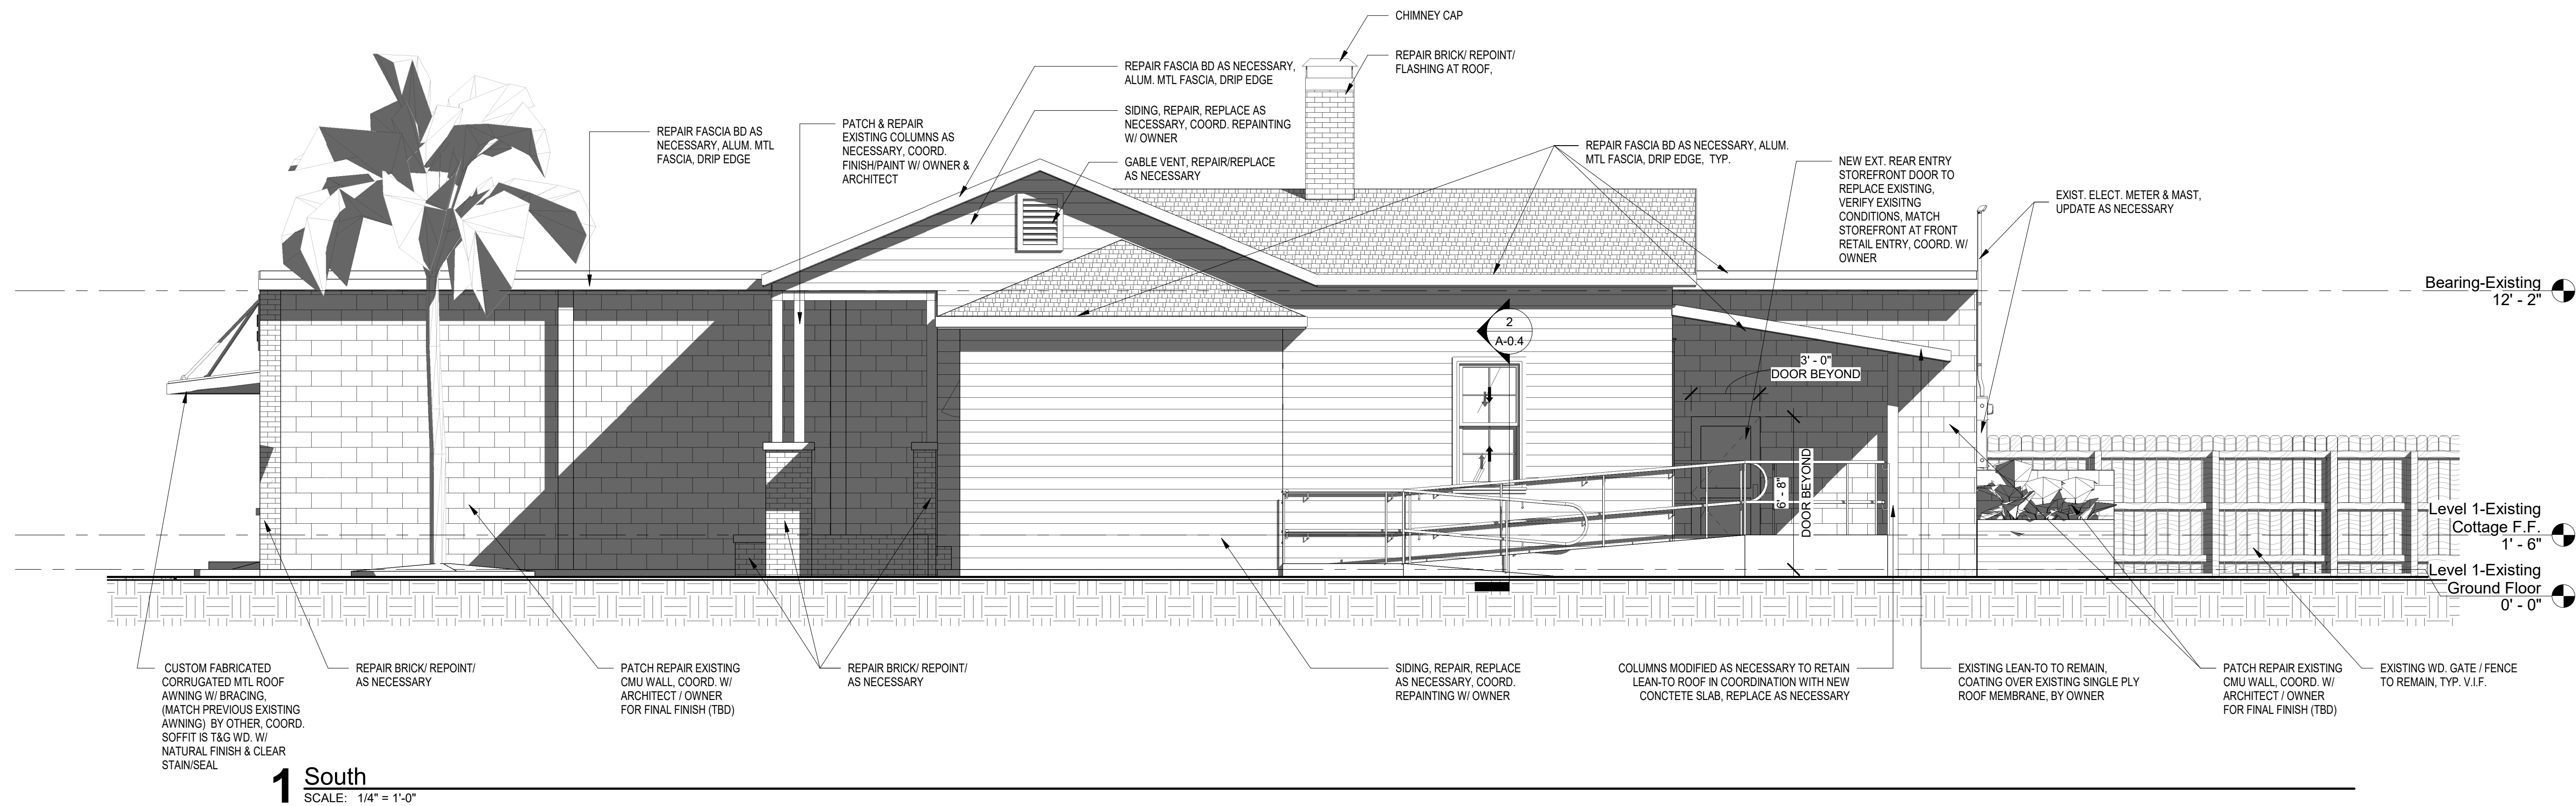 CHIMNEY CAP
REPAIR BRICK/ REPOINT/
FLASHING AT ROOF,
REPAIR FASCIA BD AS NECESSARY,
ALUM. MTL FASCIA, DRIP EDGE
SIDING, REPAIR, REPLACE AS
NECESSARY, COORD. REPAINTING
W/ OWNER
GABLE VENT, REPAIR/REPLACE
AS NECESSARY
REPAIR FASCIA BD AS
NECESSARY, ALUM. MTL
FASCIA, DRIP EDGE
PATCH & REPAIR
EXISTING COLUMNS AS
NECESSARY, COORD.
FINISH/PAINT W/ OWNER &
ARCHITECT
REPAIR FASCIA BD AS NECESSARY, ALUM.
MTL FASCIA, DRIP EDGE, TYP.
NEW EXT. REAR ENTRY
STOREFRONT DOOR TO
REPLACE EXISTING,
VERIFY EXISITNG
CONDITIONS, MATCH
STOREFRONT AT FRONT
RETAIL ENTRY, COORD. W/
OWNER
EXIST. ELECT. METER & MAST,
UPDATE AS NECESSARY
Bearing-Existing
12' - 2"
2
A-0.4
3' - 0"
DOOR BEYOND
6' - 8"
DOOR BEYOND
Level 1-Existing
Cottage F.F.
1' - 6"
Level 1-Existing
Ground Floor
0' - 0"
CUSTOM FABRICATED
CORRUGATED MTL ROOF
AWNING W/ BRACING,
(MATCH PREVIOUS EXISTING
AWNING) BY OTHER, COORD.
SOFFIT IS T&G WD. W/
NATURAL FINISH & CLEAR
STAIN/SEAL
REPAIR BRICK/ REPOINT/
AS NECESSARY
PATCH REPAIR EXISTING
CMU WALL, COORD. W/
ARCHITECT / OWNER
FOR FINAL FINISH (TBD)
REPAIR BRICK/ REPOINT/
AS NECESSARY
SIDING, REPAIR, REPLACE
AS NECESSARY, COORD.
REPAINTING W/ OWNER
COLUMNS MODIFIED AS NECESSARY TO RETAIN
LEAN-TO ROOF IN COORDINATION WITH NEW
CONCRETE SLAB, REPLACE AS NECESSARY
EXISTING LEAN-TO TO REMAIN,
COATING OVER EXISTING SINGLE PLY
ROOF MEMBRANE, BY OWNER
PATCH REPAIR EXISTING
CMU WALL, COORD. W/
ARCHITECT / OWNER
FOR FINAL FINISH (TBD)
EXISTING WD. GATE / FENCE
TO REMAIN, TYP. V.I.F.
1 South
SCALE: 1/4" = 1'-0"